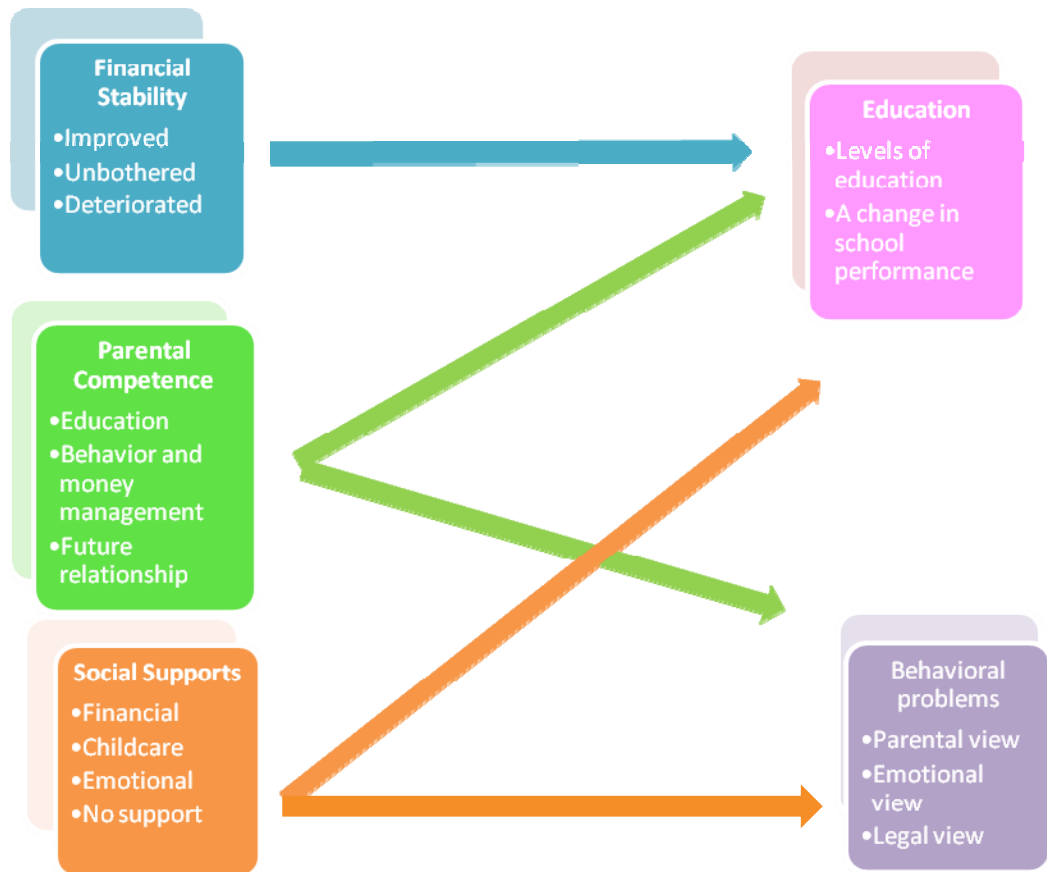 Financial
Stability
•Improved
•Unbothered
•Deteriorated
Parental
Competence
•Education
•Behavior and
money
management
•Future
relationship
Social Supports
•Financial
•Childcare
•Emotional
•No support
Education
•Levels of
education
•A change in
school
performance
Behavioral
problems
•Parental view
•Emotional
view
•Legal view